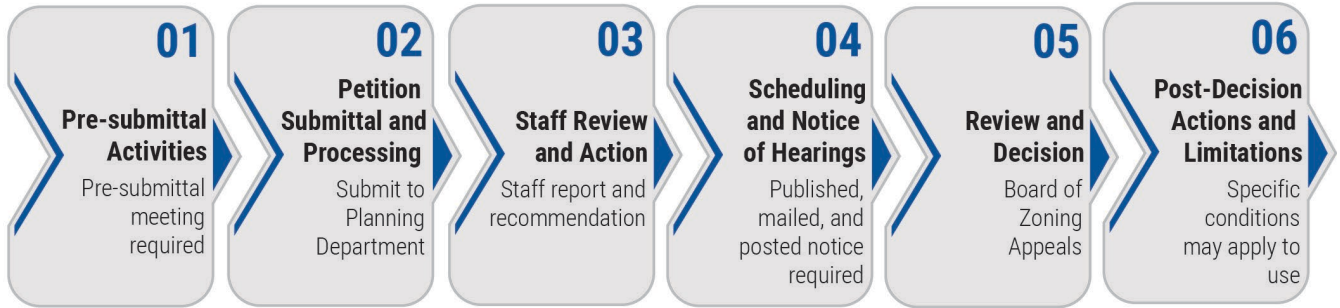 01
Pre-submittal
Activities
Pre-submittal
meeting
required
02
Petition
Submittal and
Processing
Submit to
Planning
Department
03
Staff Review
and Action
Staff report and
recommendation
04
Scheduling
and Notice
of Hearings
Published,
mailed, and
posted notice
required
05
Review and
Decision
Board of
Zoning
Appeals
06
Post-Decision
Actions and
Limitations
Specific
conditions
may apply to
use